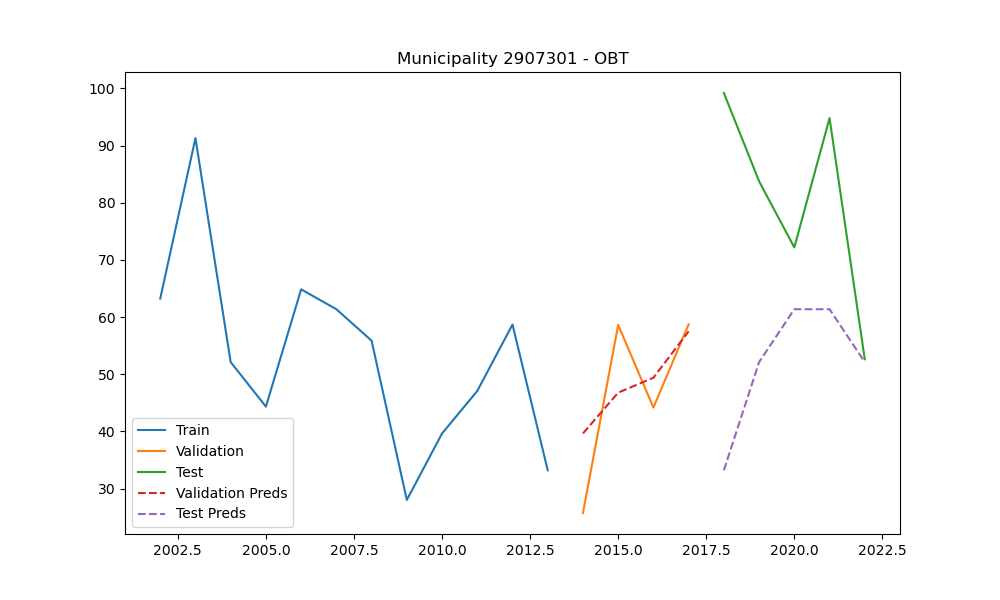 Municipality 2907301 - OBT
100
90
80
70
60
50
40
30
Train
Validation
Test
Validation Preds
Test Preds
2002.5 2005.0 2007.5 2010.0 2012.5 2015.0 2017.5 2020.0 2022.5